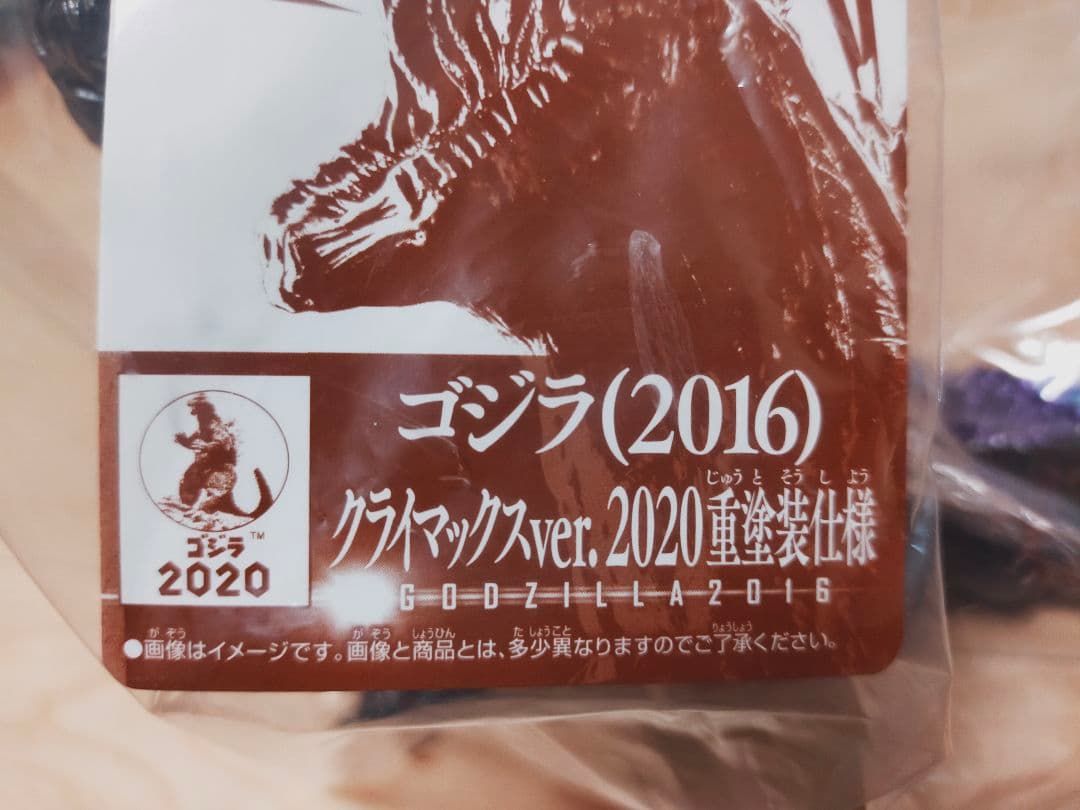 ゴジラ(2016)
クライマックスver. 2020重塗装仕様
じゅうとそうしよう
GODZILLA2016
ゴジラ™
2020
●画像はイメージです。画像と商品とは、多少異なりますのでご了承ください。
がぞう がぞう しょうひん たしょうこと りょうしょう